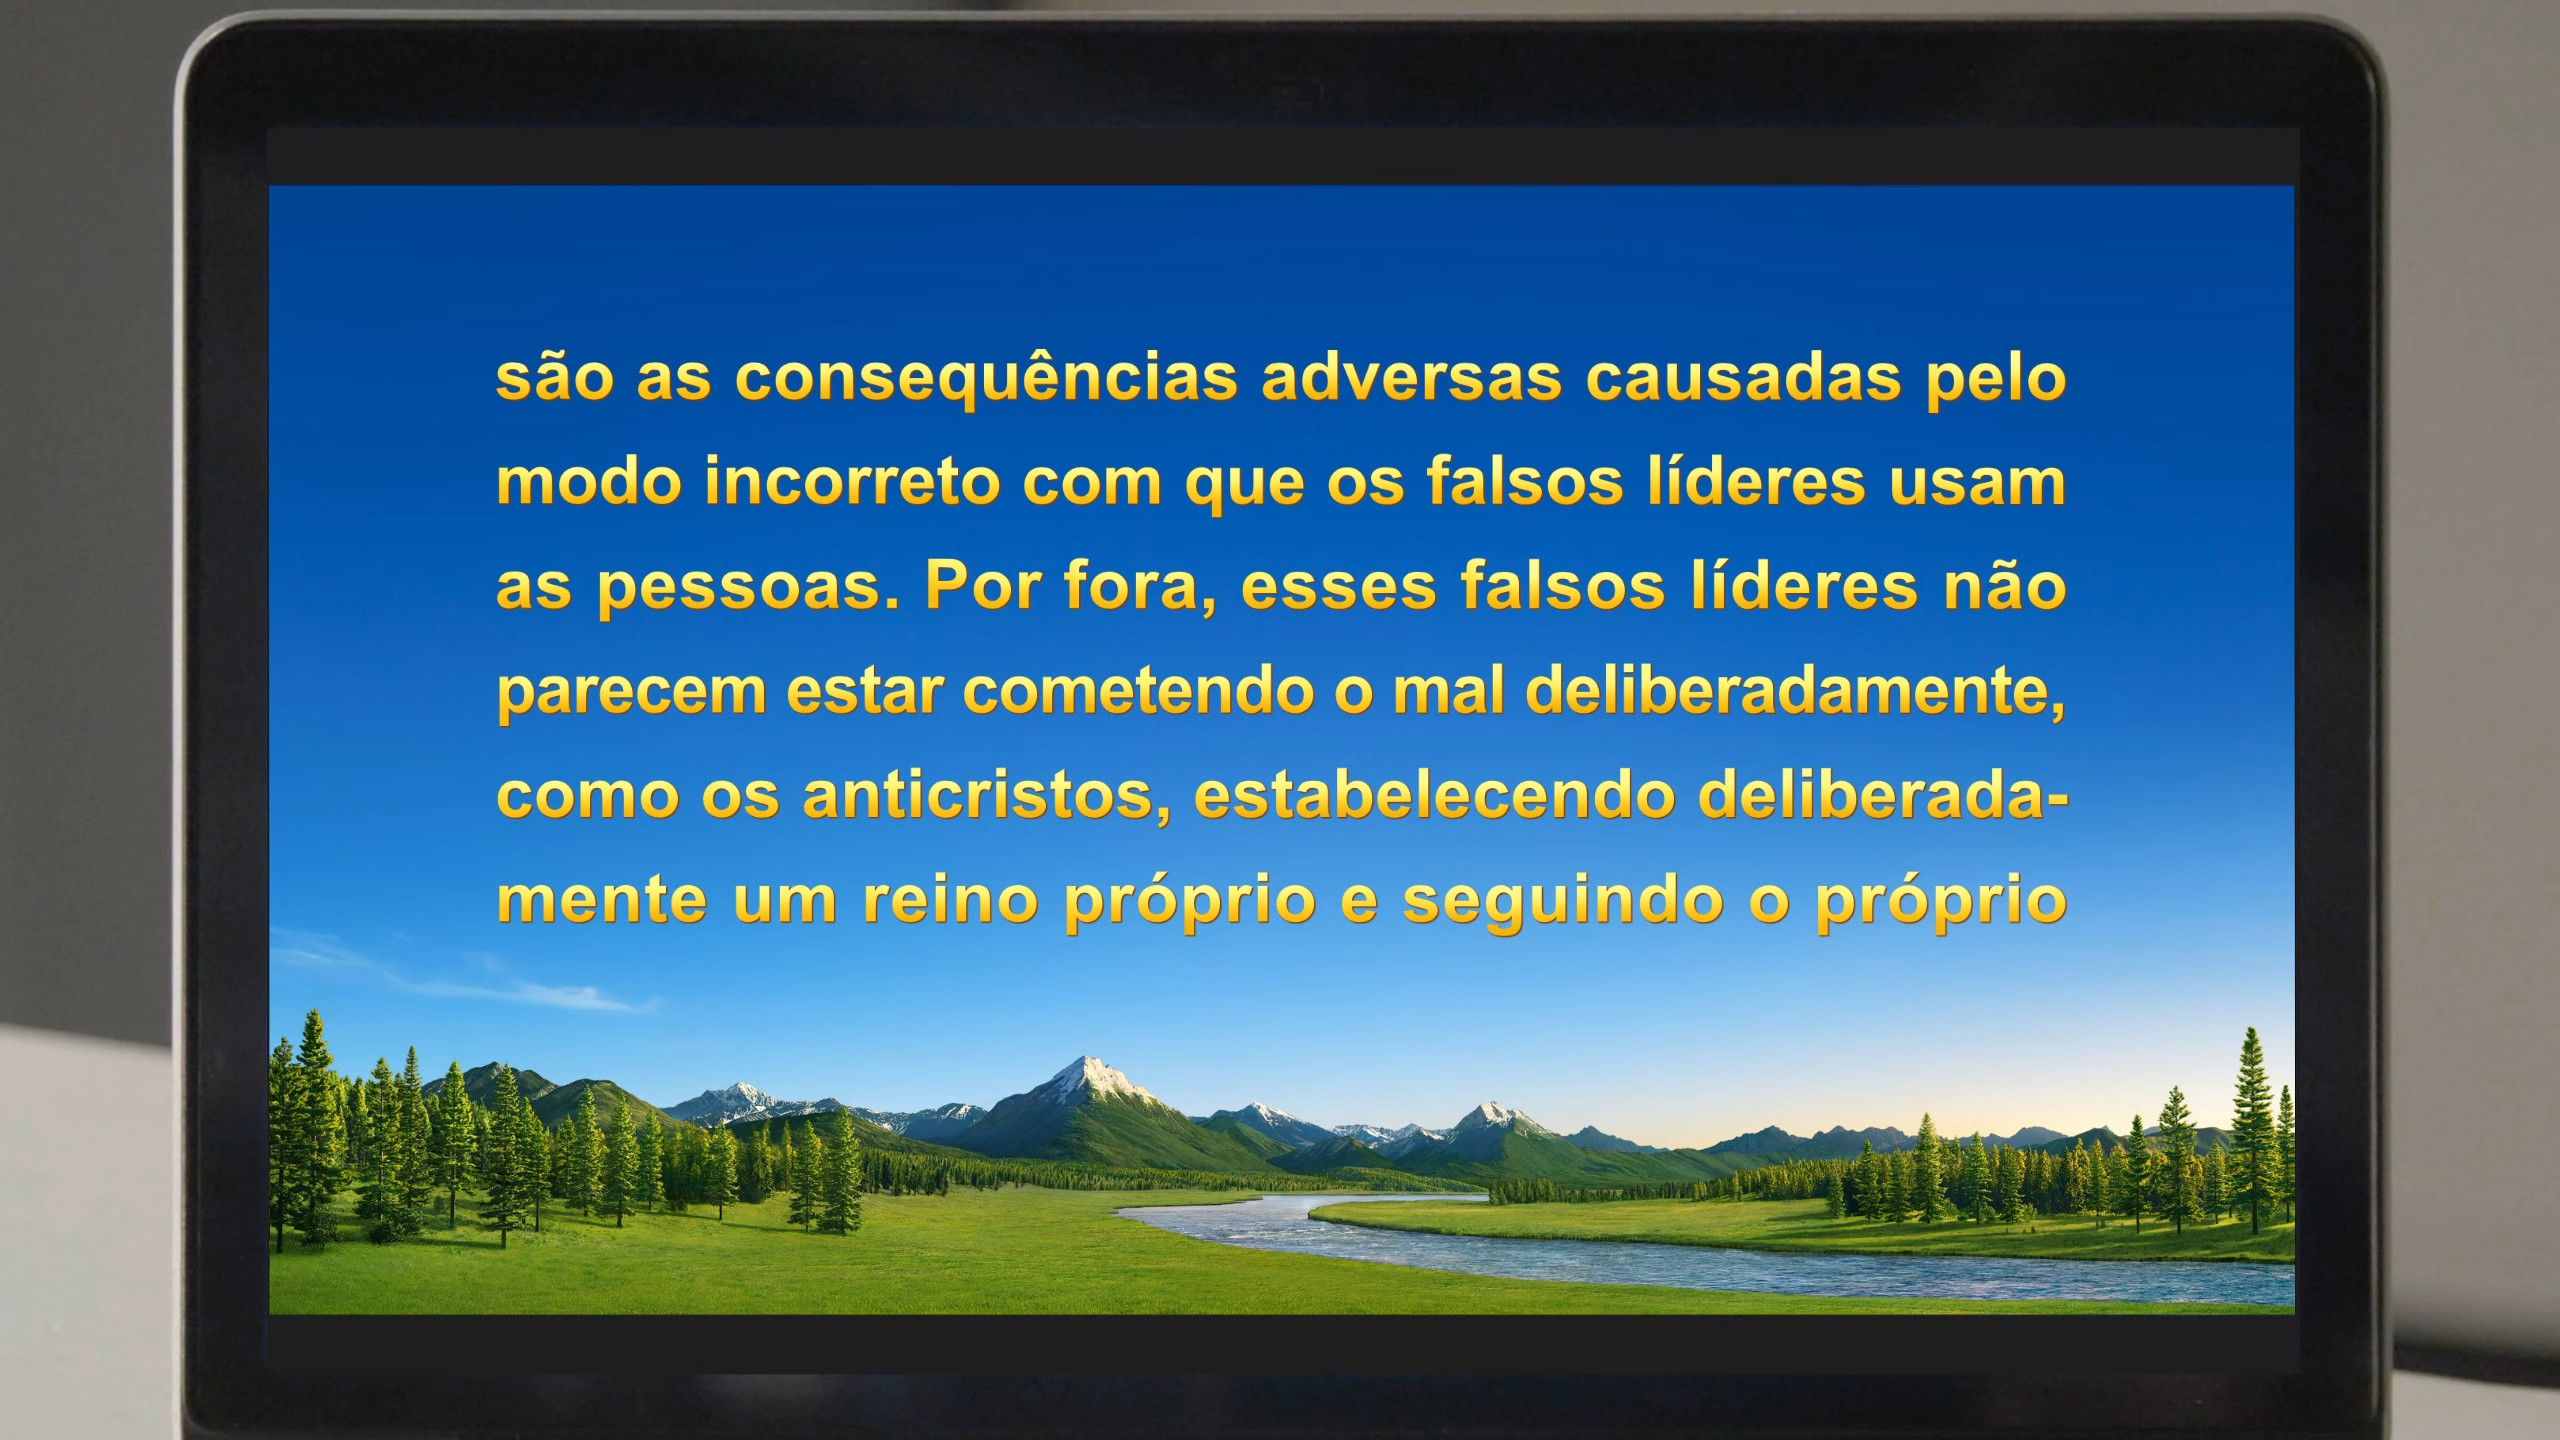 são as consequências adversas causadas pelo
modo incorreto com que os falsos líderes usam
as pessoas. Por fora, esses falsos líderes não
parecem estar cometendo o mal deliberadamente,
como os anticristos, estabelecendo deliberada-
mente um reino próprio e seguindo o próprio